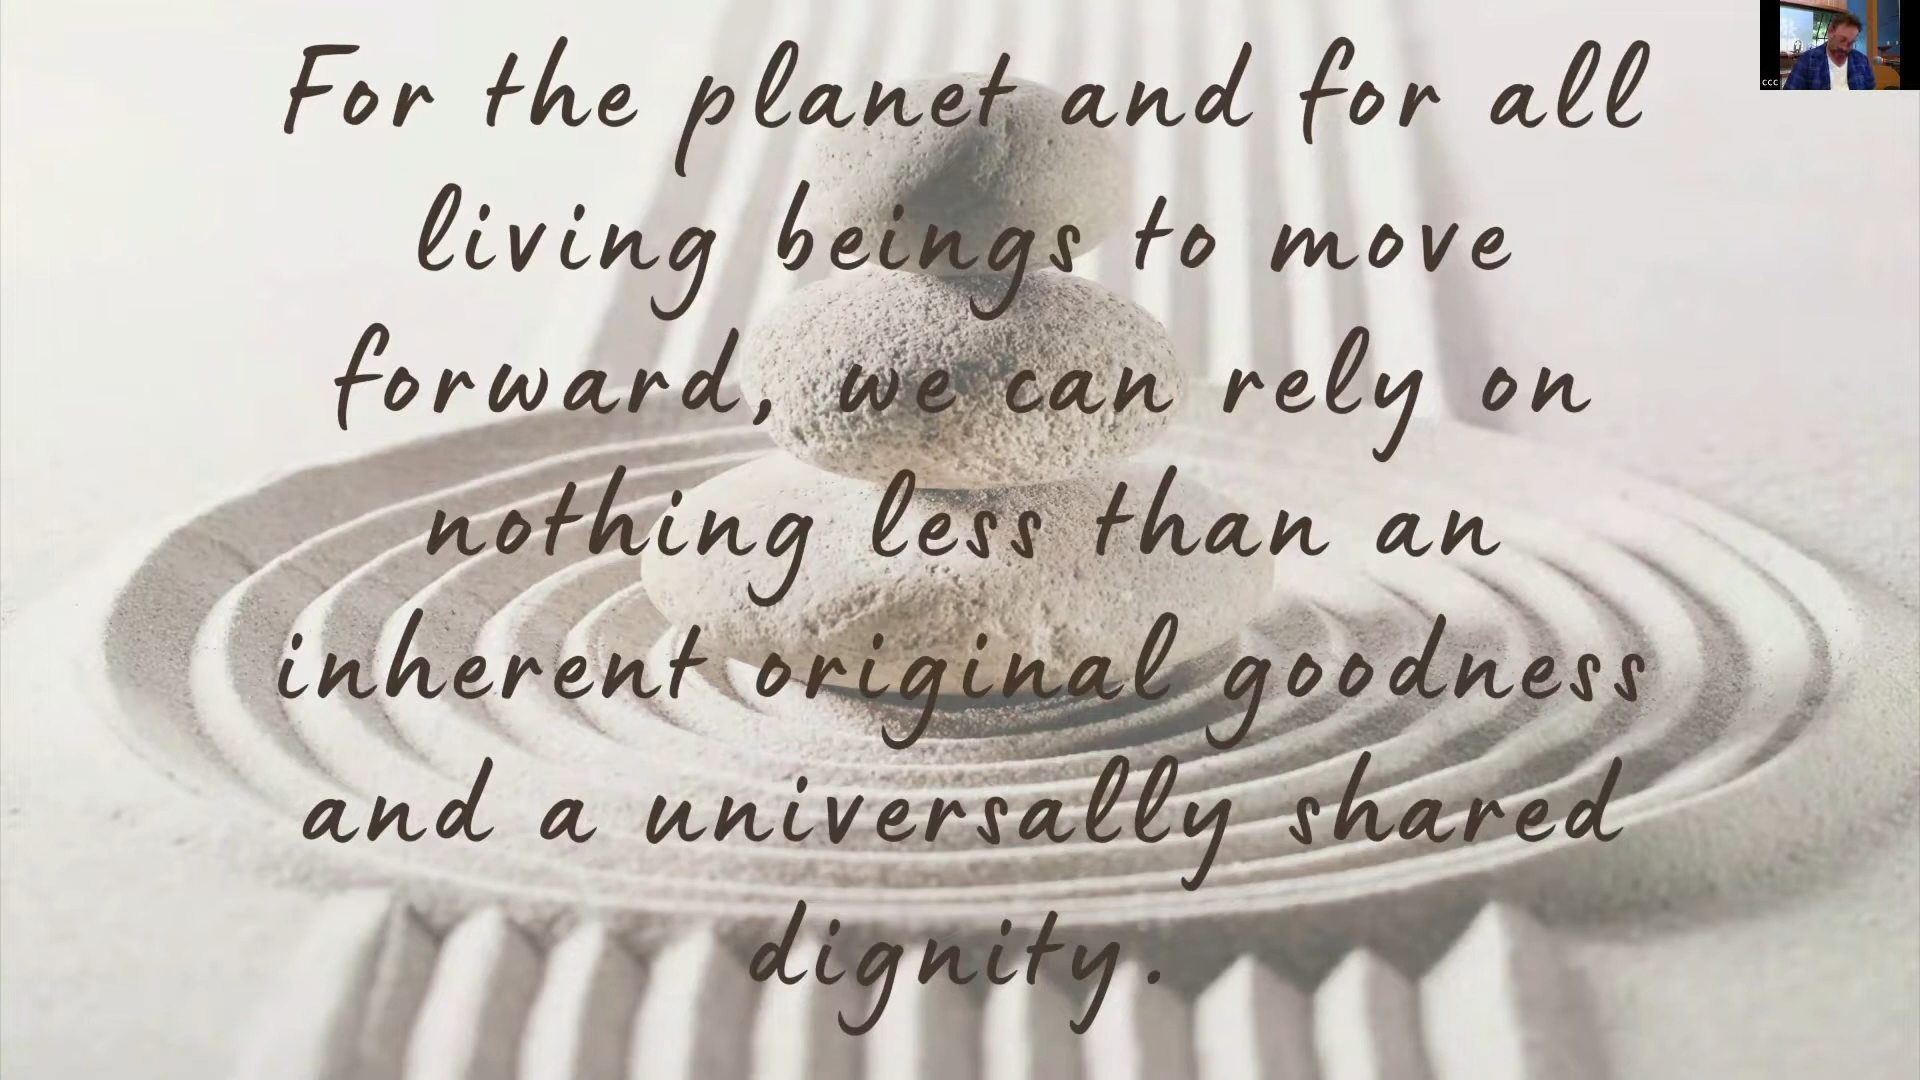 For the planet and for all
living beings to move
forward, we can rely on
nothing less than an
inherent original goodness
and a universally shared
dignity.
ccc